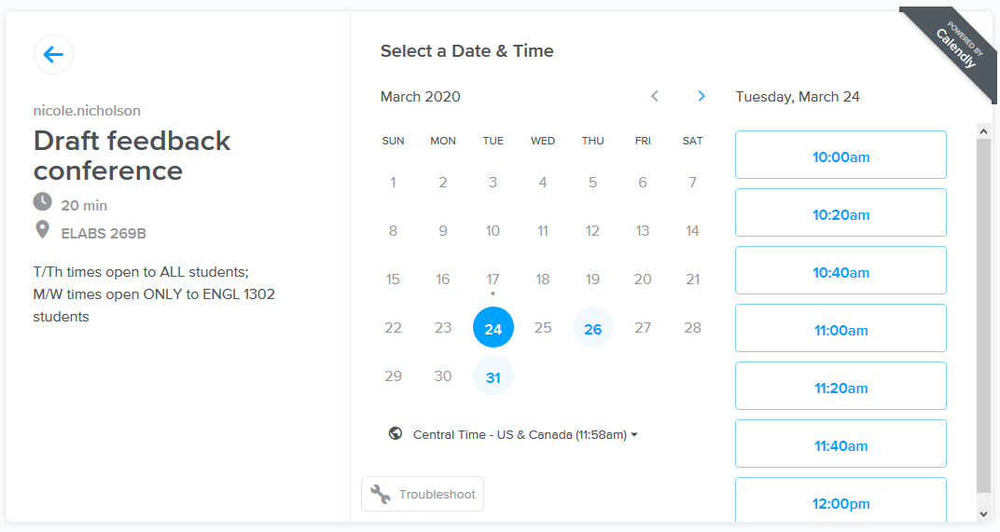 POWERED BY
Calendly
nicole.nicholson
Draft feedback
conference
20 min
ELABS 269B
T/Th times open to ALL students;
M/W times open ONLY to ENGL 1302
students
Select a Date & Time
March 2020
SUN MON TUE WED THU FRI SAT
1 2 3 4 5 6 7
8 9 10 11 12 13 14
15 16 17 18 19 20 21
22 23 24 25 26 27 28
29 30 31
Central Time - US & Canada (11:58am)
Troubleshoot
Tuesday, March 24
10:00am
10:20am
10:40am
11:00am
11:20am
11:40am
12:00pm